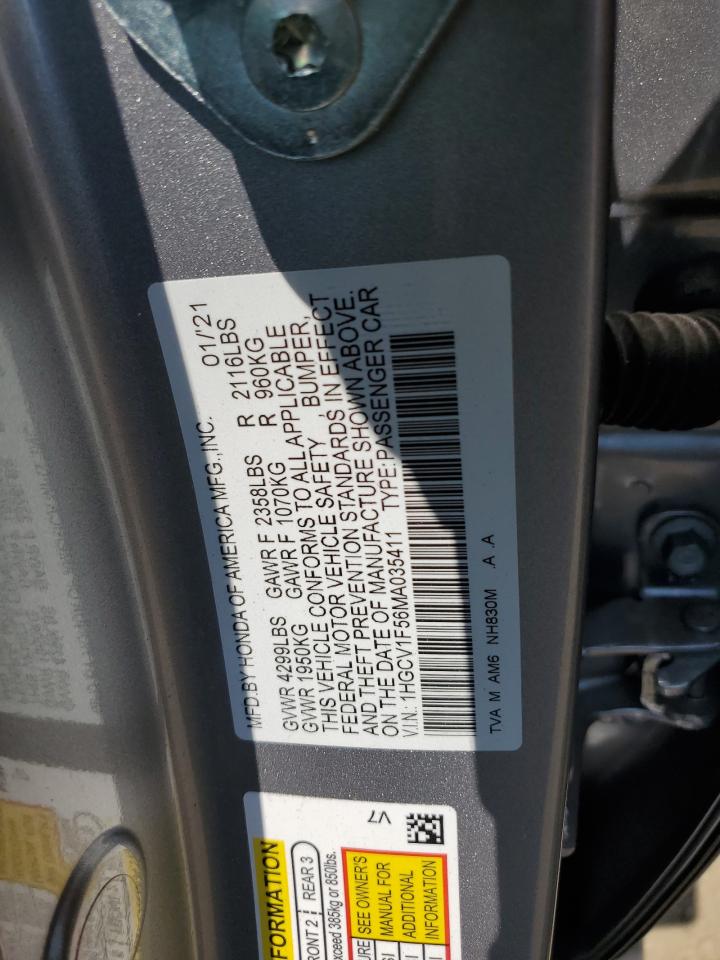 MFD.BY HONDA OF AMERICA MFG.,INC. 01/'21
GVWR 4299LBS GAWR F 2358LBS R 2116LBS
GVWR 1950KG GAWR F 1070KG R 960KG
THIS VEHICLE CONFORMS TO ALL APPLICABLE
FEDERAL MOTOR VEHICLE SAFETY, BUMPER,
AND THEFT PREVENTION STANDARDS IN EFFECT
ON THE DATE OF MANUFACTURE SHOWN ABOVE.
V.I.N.: 1HGCV1F56MA035411 TYPE:PASSENGER CAR
TVA M AM6 NH830M .A .A
V7
FORMATION
RONT 2 REAR 3
exceed 385kg or 850lbs.
URE SEE OWNER'S
SI MANUAL FOR
I ADDITIONAL
I INFORMATION